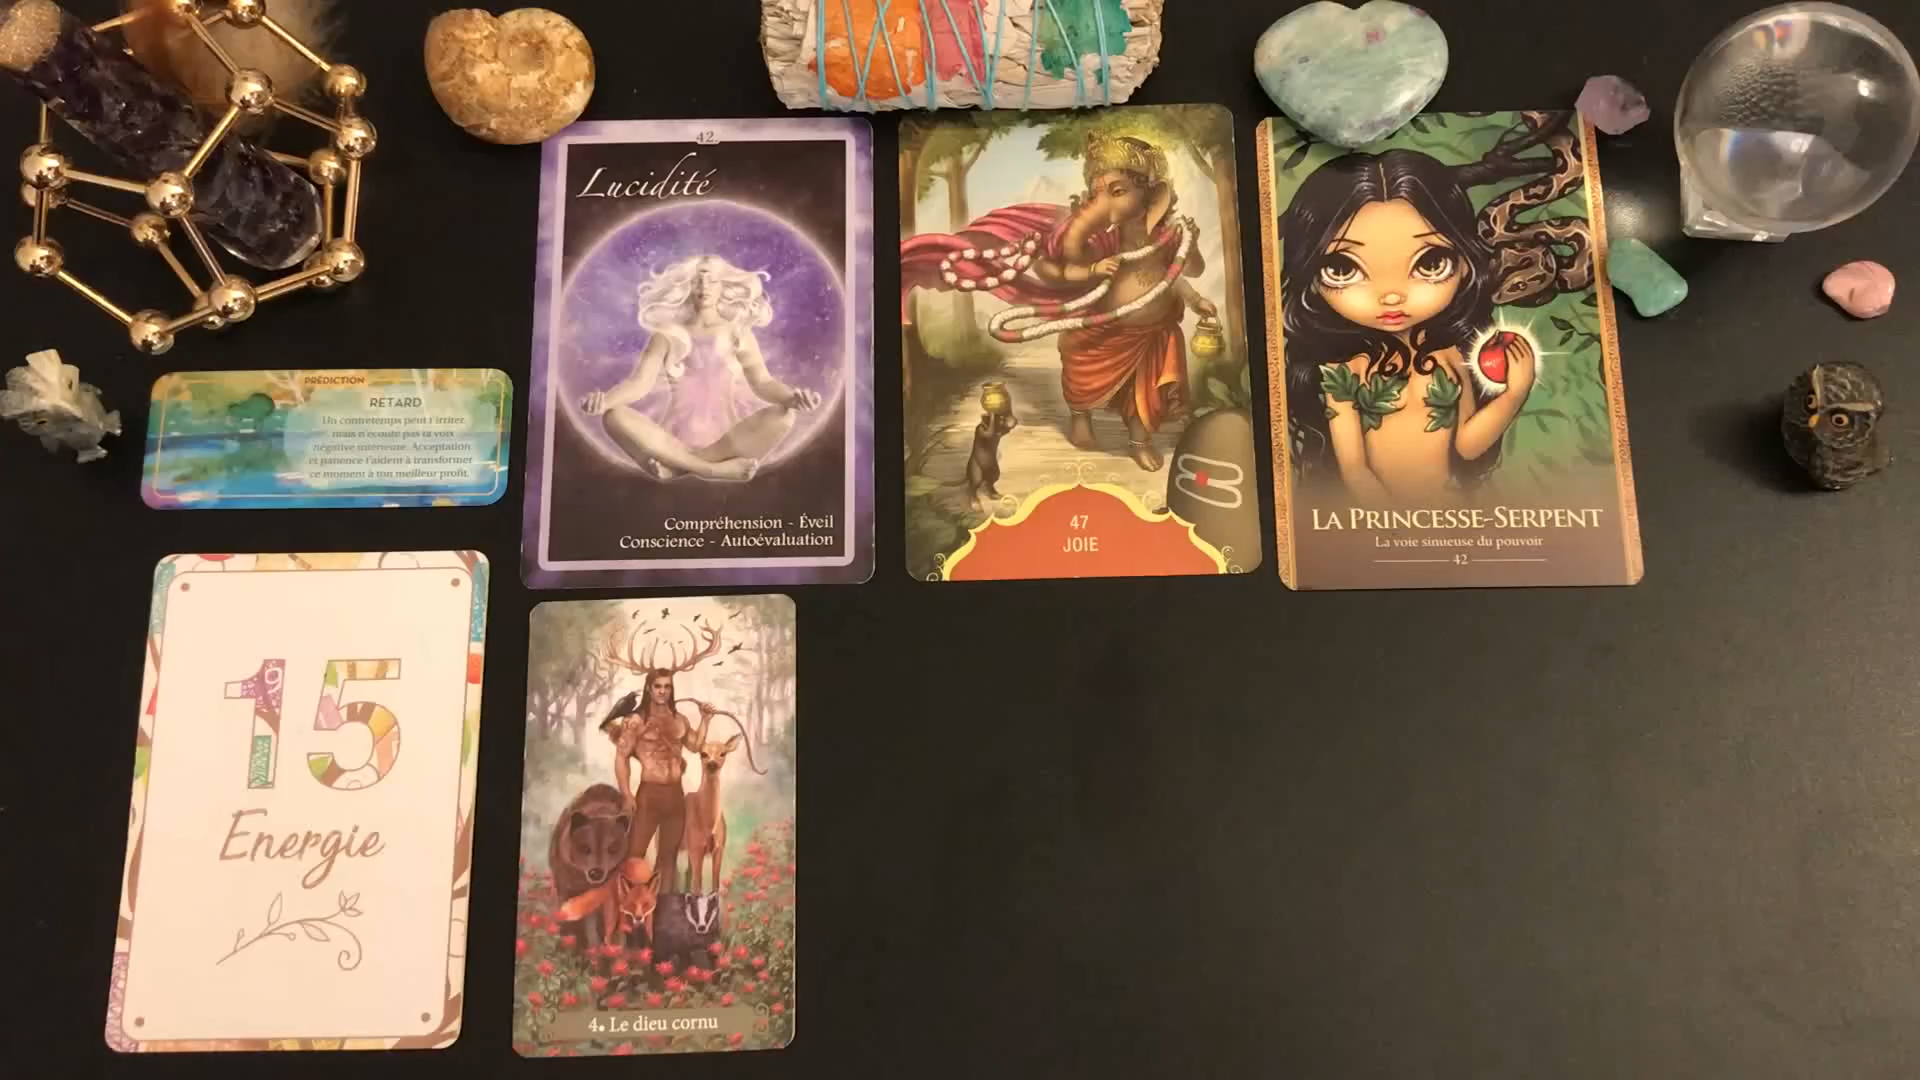 PRÉDICTION
RETARD
Un contretemps peut t'irriter,
mais n'écoute pas ta voix
négative intérieure. Acceptation
et patience t'aident à transformer
ce moment à ton meilleur profit.
42.
Lucidité
Compréhension - Éveil
Conscience - Autoévaluation
47
JOIE
LA PRINCESSE-SERPENT
La voie sinueuse du pouvoir
42
15
Energie
4. Le dieu cornu